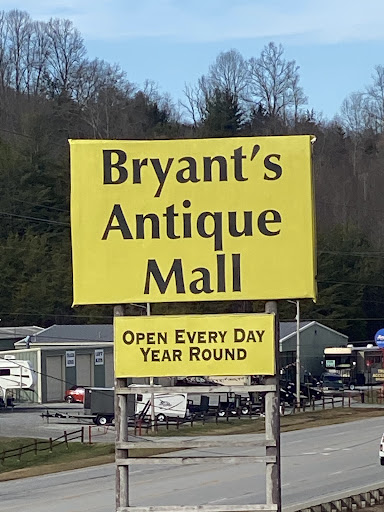 Bryant's
Antique
Mall
OPEN EVERY DAY
YEAR ROUND